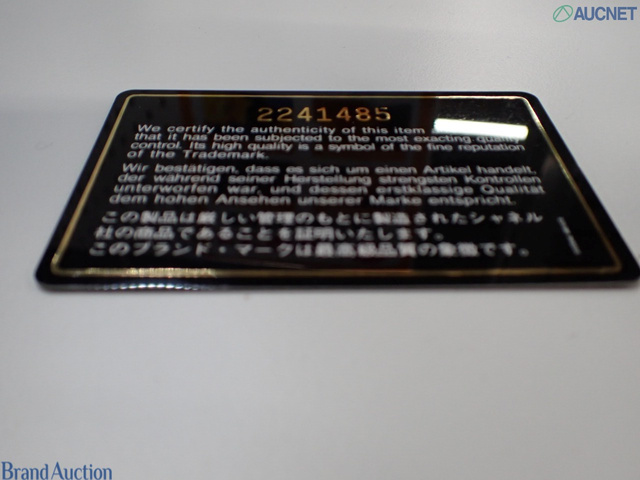 AUCNET
2241485
We certify the authenticity of this item
that it has been subjected to the most exacting quality
control. Its high quality is a symbol of the fine reputation
of the Trademark.
Wir bestätigen, dass es sich um einen Artikel handelt,
der während seiner Herstellung strengsten Kontrollen
unterworfen war, und dessen erstklassige Qualität
dem hohen Ansehen unserer Marke entspricht.
この製品は厳しい管理のもとに製造されたシャネル
社の商品であることを証明いたします。
このブランド・マークは最高級品質の象徴です。
Brand Auction